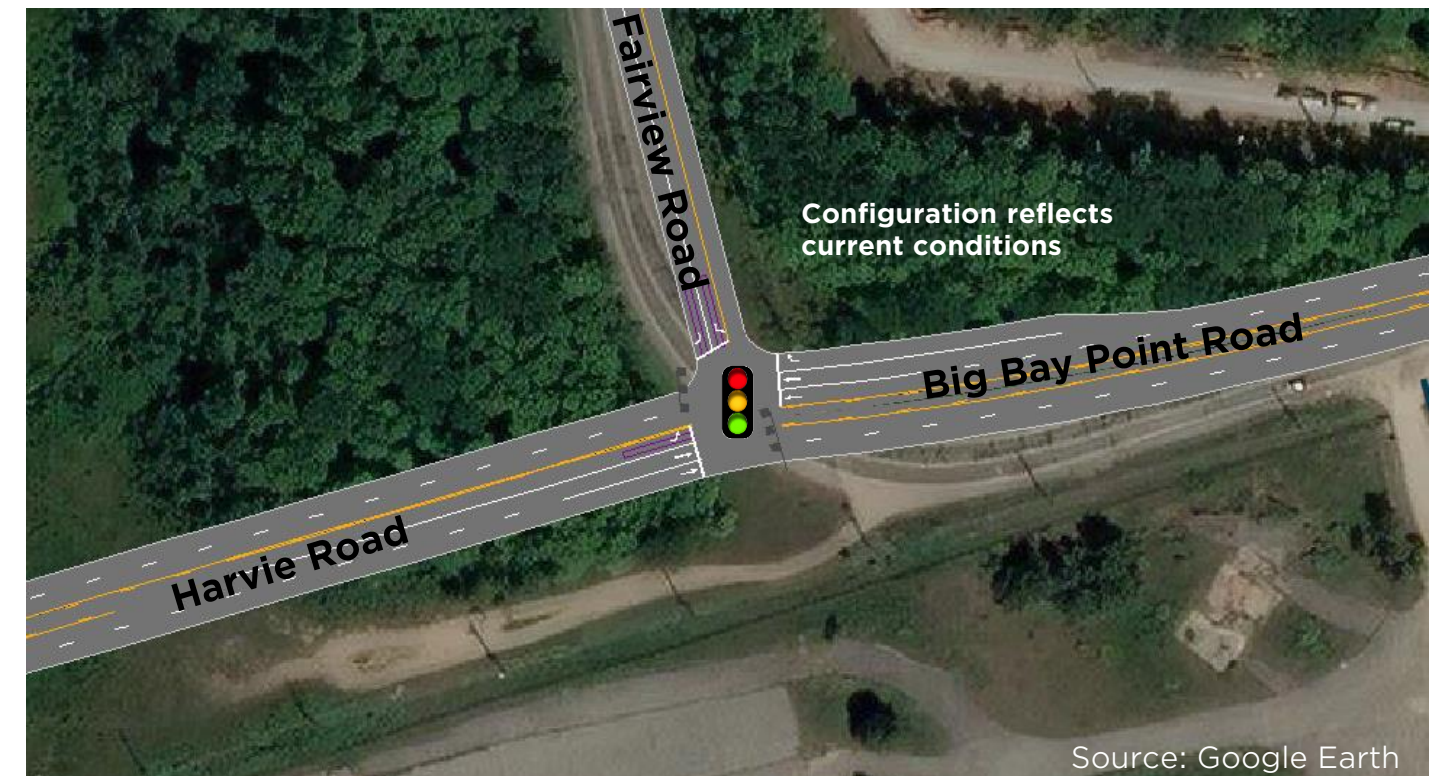 Fairview Road
Configuration reflects
current conditions
Big Bay Point Road
Harvie Road
Source: Google Earth